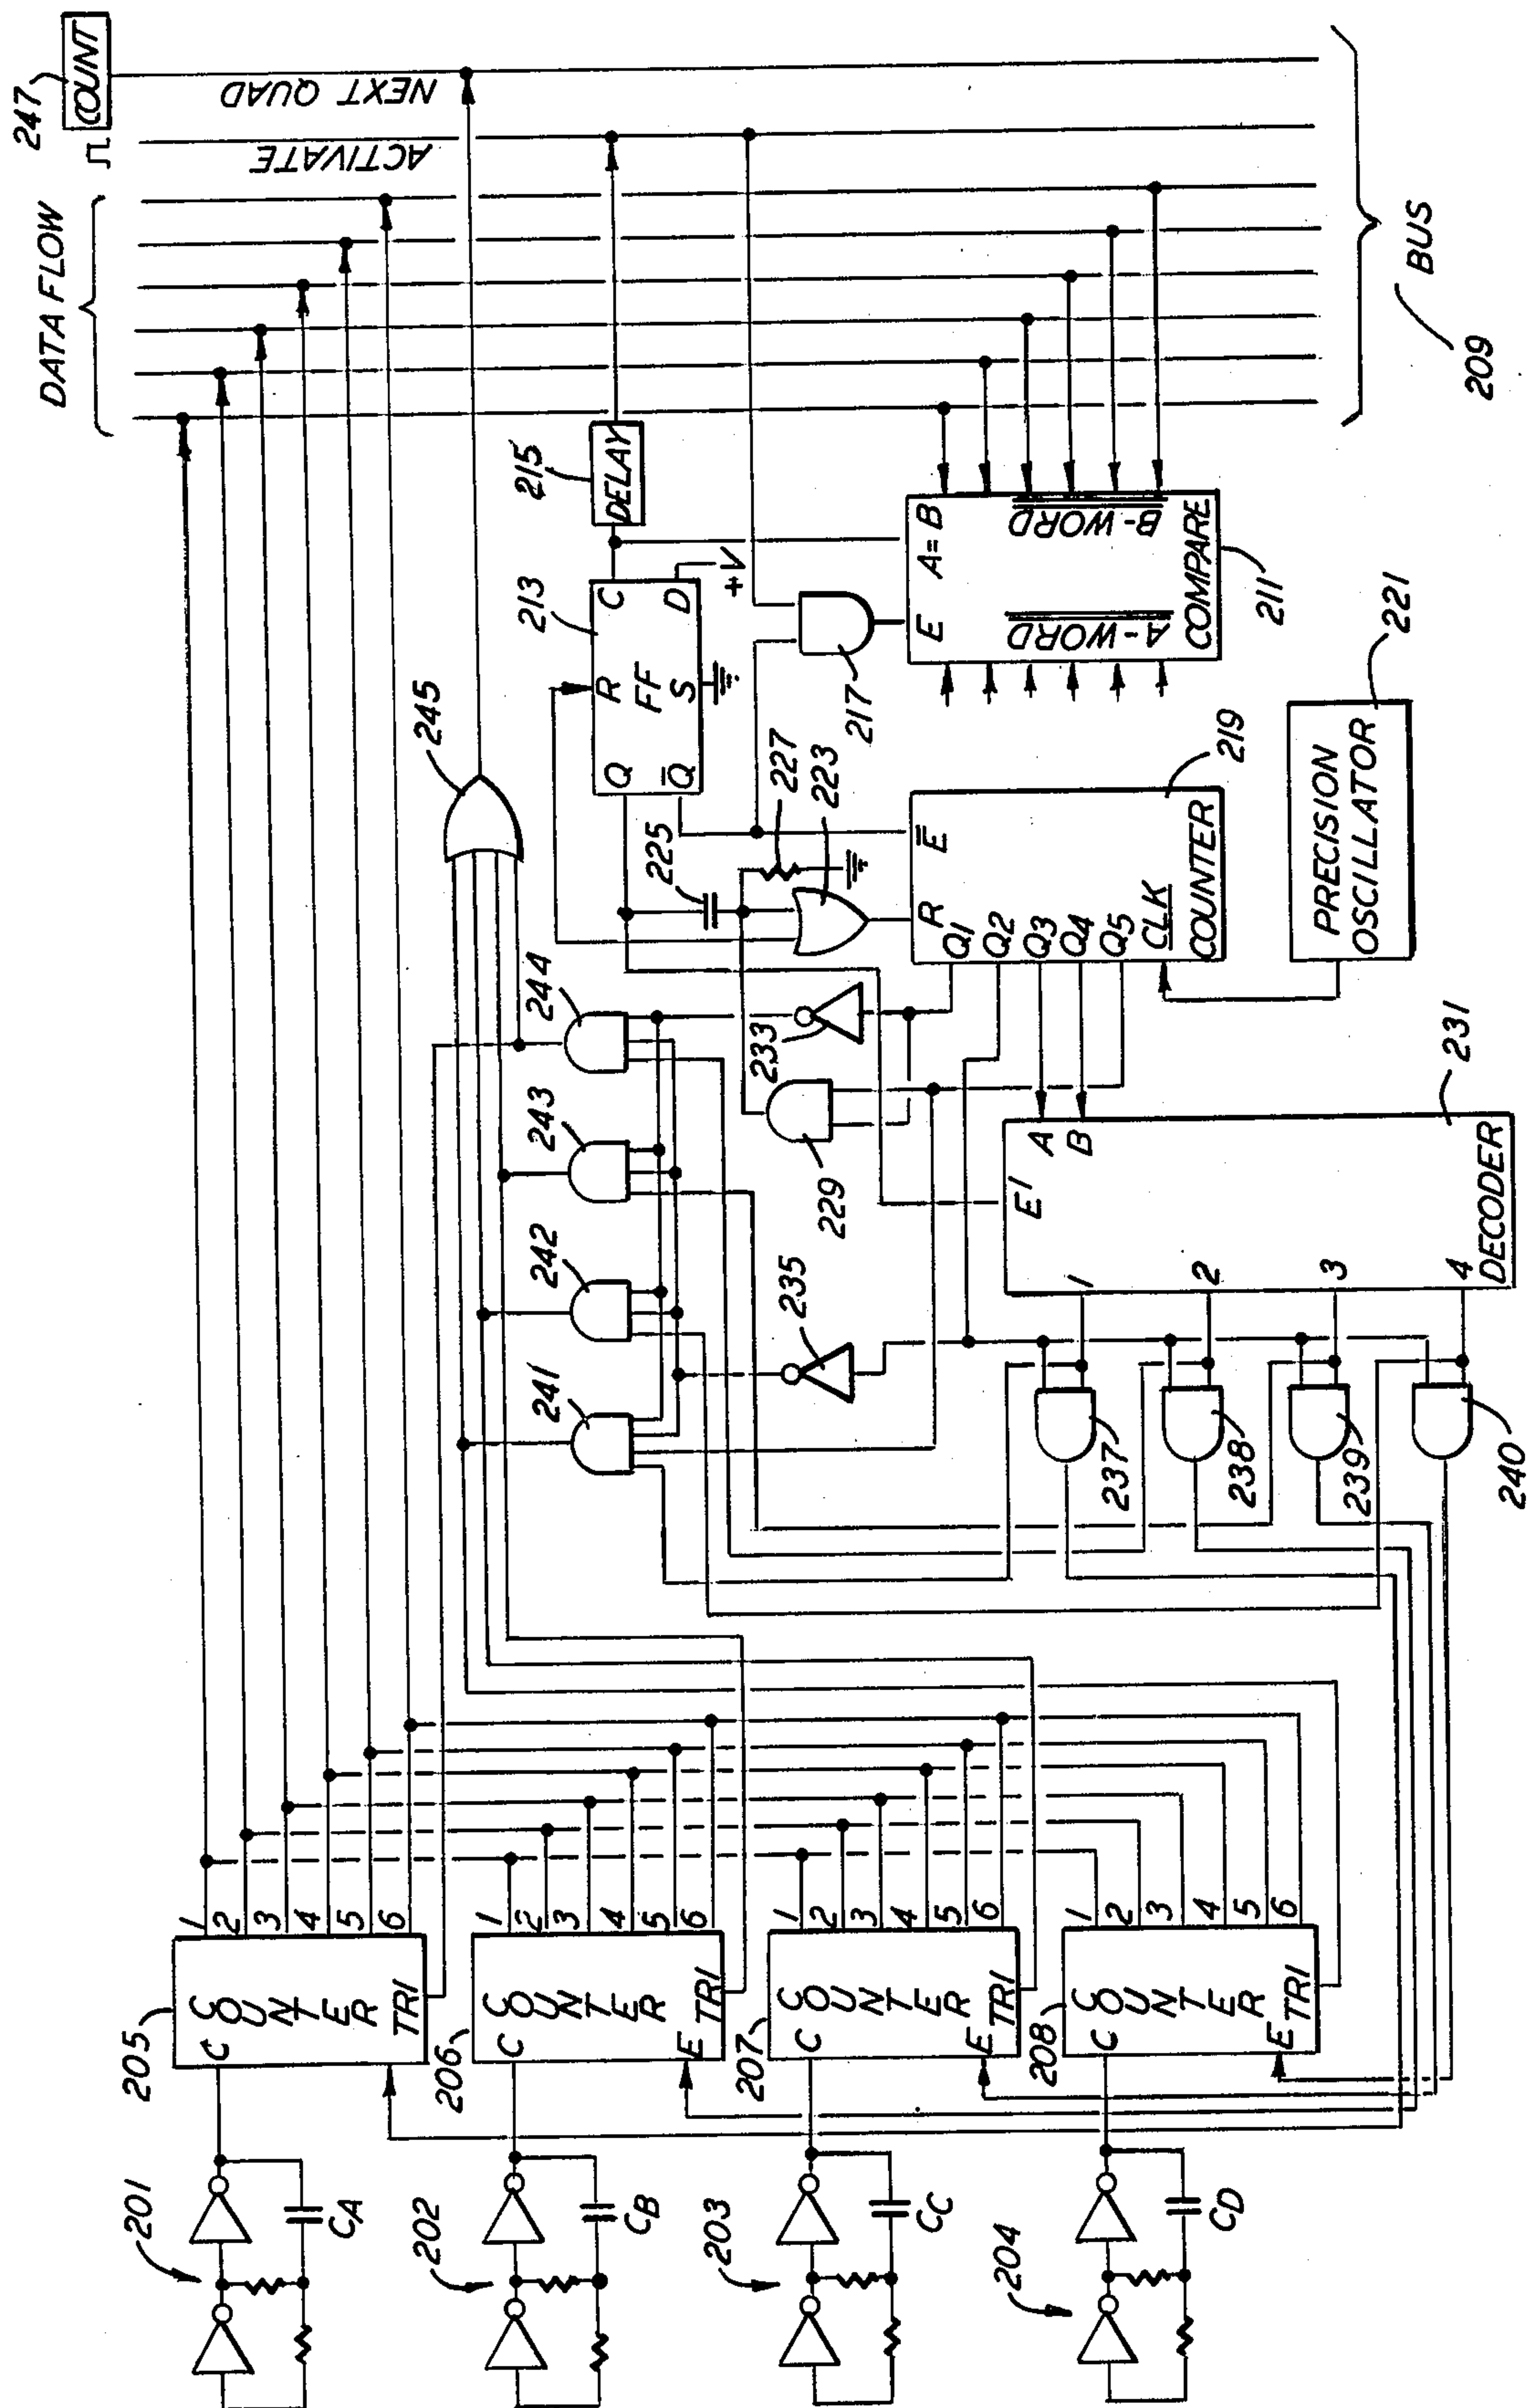 247
COUNT
DATA FLOW
ACTIVATE
NEXT QUAD
BUS
209
245
215
DELAY
213
C
D
R
FF
S
Q
Q̅
+V
217
E
A=B
A-WORD
B-WORD
COMPARE
211
225
227
223
R
E̅
Q1
Q2
Q3
Q4
Q5
CLK
COUNTER
219
PRECISION
OSCILLATOR
221
244
243
242
241
233
229
235
E'
A
B
1
2
3
4
DECODER
231
237
238
239
240
205
C
COUNTER
TRI
1
2
3
4
5
6
206
C
COUNTER
E
TRI
1
2
3
4
5
6
207
C
COUNTER
E
TRI
1
2
3
4
5
6
208
C
COUNTER
E
TRI
1
2
3
4
5
6
201
CA
202
CB
203
CC
204
CD